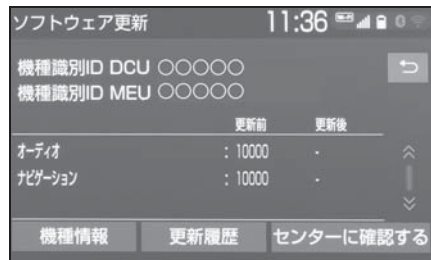 ソフトウェア更新 11:36
機種識別ID DCU ○○○○○
機種識別ID MEU ○○○○○
更新前 更新後
オーディオ : 10000 -
ナビゲーション : 10000 -
機種情報 更新履歴 センターに確認する